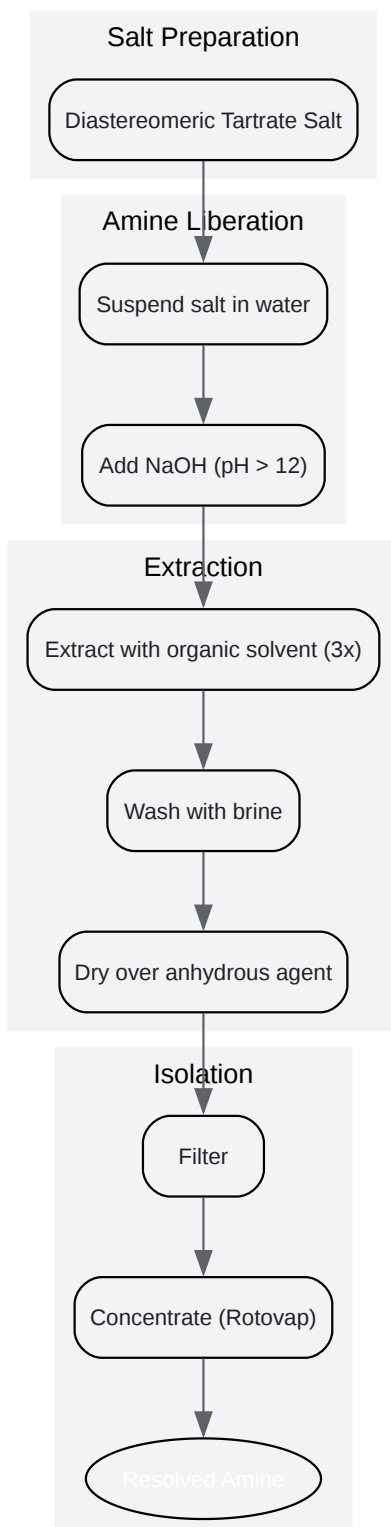 Salt Preparation
Diastereomeric Tartrate Salt
Amine Liberation
Suspend salt in water
Add NaOH (pH > 12)
Extraction
Extract with organic solvent (3x)
Wash with brine
Dry over anhydrous agent
Isolation
Filter
Concentrate (Rotovap)
Resolved Amine